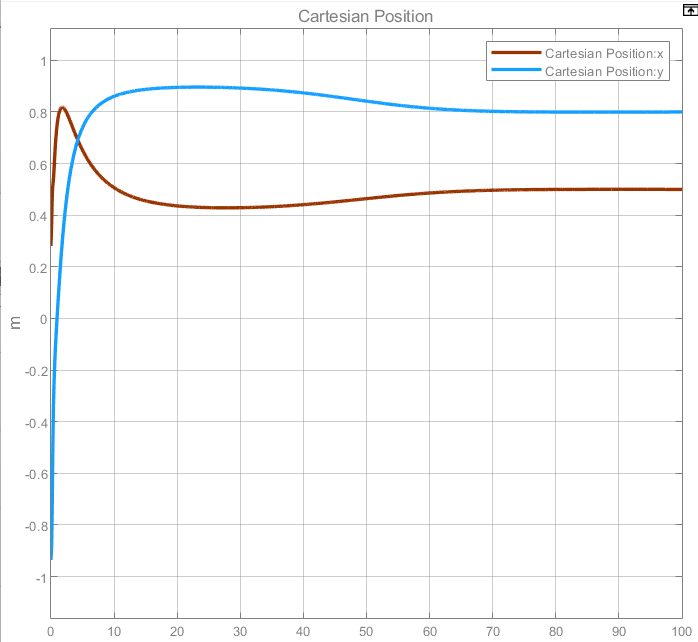 Cartesian Position
Cartesian Position:x
Cartesian Position:y
1
0.8
0.6
0.4
0.2
0
-0.2
-0.4
-0.6
-0.8
-1
m
0 10 20 30 40 50 60 70 80 90 100